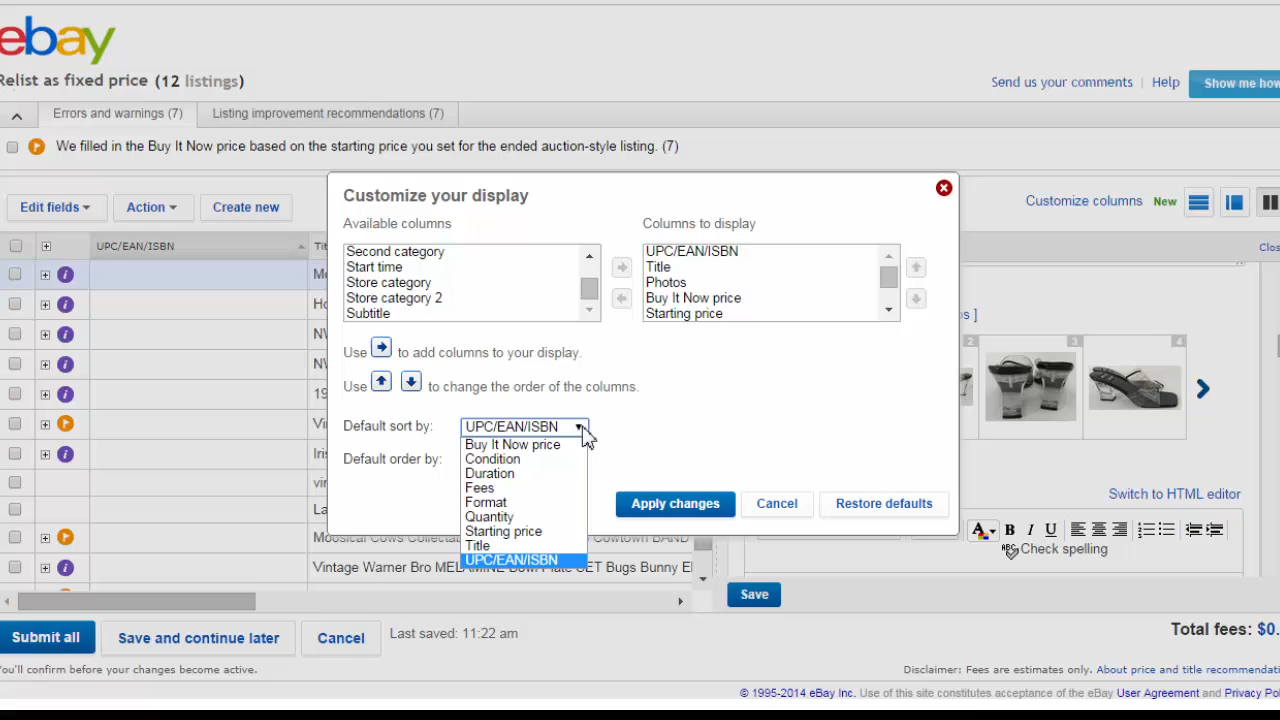 ebay
Relist as fixed price (12 listings)
Send us your comments | Help
Show me how
Errors and warnings (7)
Listing improvement recommendations (7)
We filled in the Buy It Now price based on the starting price you set for the ended auction-style listing. (7)
Edit fields
Action
Create new
Customize columns New
UPC/EAN/ISBN
Customize your display
Available columns
Second category
Start time
Store category
Store category 2
Subtitle
Columns to display
UPC/EAN/ISBN
Title
Photos
Buy It Now price
Starting price
Use to add columns to your display.
Use to change the order of the columns.
Default sort by: UPC/EAN/ISBN
Buy It Now price
Condition
Duration
Fees
Format
Quantity
Starting price
Title
UPC/EAN/ISBN
Default order by:
Apply changes
Cancel
Restore defaults
NW
NW
19
Vintage Warner Bro MELAMINE Bowl Plate SET Bugs Bunny El
s ]
2
3
4
Switch to HTML editor
A B I U
Check spelling
Save
Submit all
Save and continue later
Cancel
Last saved: 11:22 am
Total fees: $0.
You'll confirm before your changes become active.
Disclaimer: Fees are estimates only. About price and title recommendati
© 1995-2014 eBay Inc. Use of this site constitutes acceptance of the eBay User Agreement and Privacy Pol